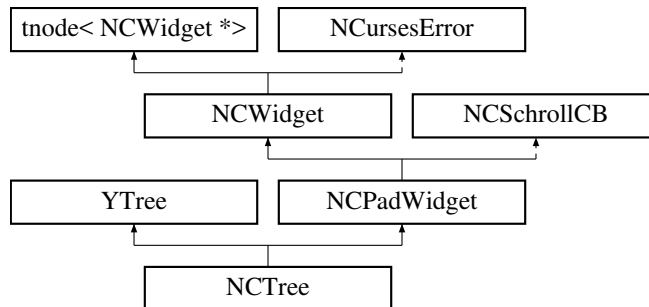 tnode< NCWidget *>
NCursesError
NCWidget
NCSchrollCB
YTree
NCPadWidget
NCTree